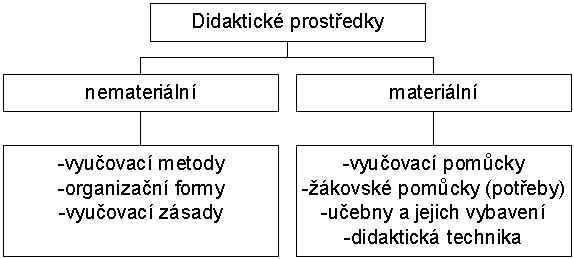 Didaktické prostředky
nemateriální
materiální
-vyučovací metody
-organizační formy
-vyučovací zásady
-vyučovací pomůcky
-žákovské pomůcky (potřeby)
-učebny a jejich vybavení
-didaktická technika